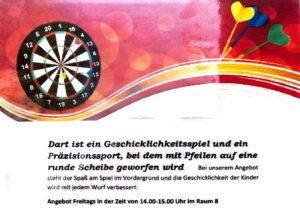 Dart ist ein Geschicklichkeitsspiel und ein
Präzisionssport, bei dem mit Pfeilen auf eine
runde Scheibe geworfen wird Bei unserem Angebot
steht der Spaß am Spiel im Vordergrund und die Geschicklichkeit der Kinder
wird mit jedem Wurf verbessert.
Angebot Freitags in der Zeit von 14.00-15.00 Uhr im Raum 8